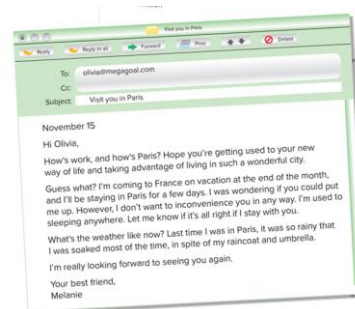 Visit you in Paris
Reply
Reply to all
Forward
Print
Delete
To: olivia@megagoal.com
Cc:
Subject: Visit you in Paris
November 15
Hi Olivia,
How's work, and how's Paris? Hope you're getting used to your new
way of life and taking advantage of living in such a wonderful city.
Guess what? I'm coming to France on vacation at the end of the month,
and I'll be staying in Paris for a few days. I was wondering if you could put
me up. However, I don't want to inconvenience you in any way. I'm used to
sleeping anywhere. Let me know if it's all right if I stay with you.
What's the weather like now? Last time I was in Paris, it was so rainy that
I was soaked most of the time, in spite of my raincoat and umbrella.
I'm really looking forward to seeing you again.
Your best friend,
Melanie